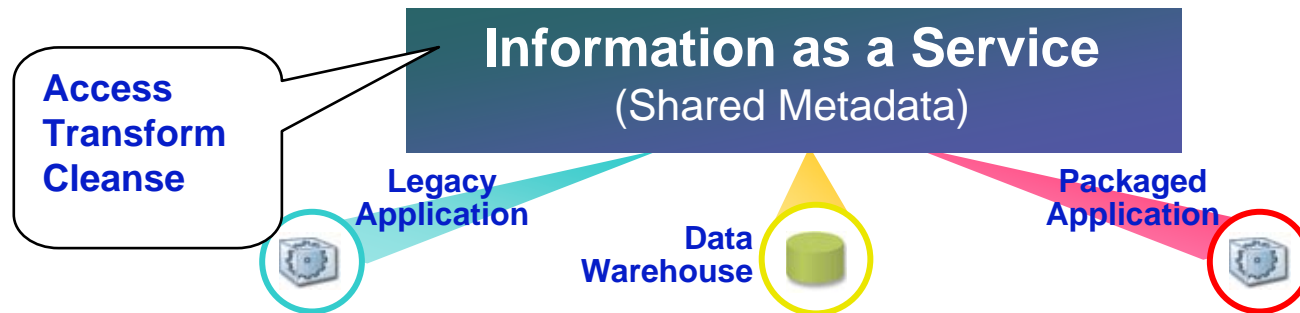 Information as a Service
(Shared Metadata)
Access
Transform
Cleanse
Legacy
Application
Data
Warehouse
Packaged
Application